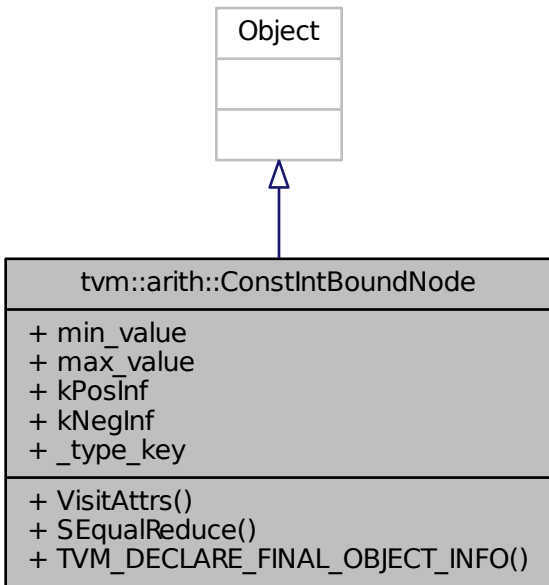 Object
tvm::arith::ConstIntBoundNode
+ min_value
+ max_value
+ kPosInf
+ kNegInf
+ _type_key
+ VisitAttrs()
+ SEqualReduce()
+ TVM_DECLARE_FINAL_OBJECT_INFO()